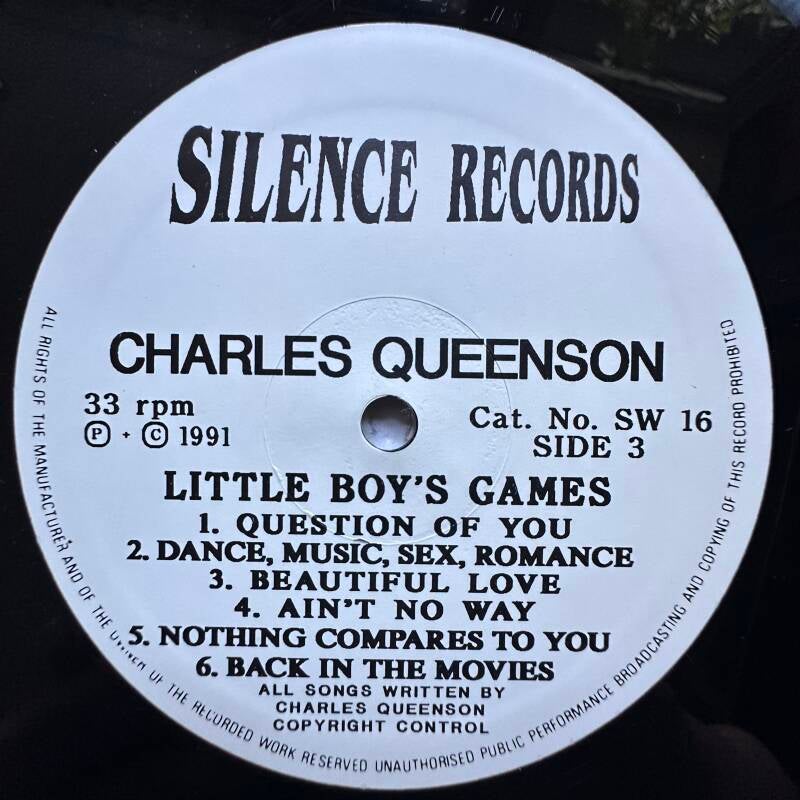 SILENCE RECORDS
CHARLES QUEENSON
33 rpm
Ⓟ + © 1991
Cat. No. SW 16
SIDE 3
LITTLE BOY'S GAMES
1. QUESTION OF YOU
2. DANCE, MUSIC, SEX, ROMANCE
3. BEAUTIFUL LOVE
4. AIN'T NO WAY
5. NOTHING COMPARES TO YOU
6. BACK IN THE MOVIES
ALL SONGS WRITTEN BY
CHARLES QUEENSON
COPYRIGHT CONTROL
ALL RIGHTS OF THE MANUFACTURER AND OF THE OWNER OF THE RECORDED WORK RESERVED UNAUTHORISED PUBLIC PERFORMANCE BROADCASTING AND COPYING OF THIS RECORD PROHIBITED